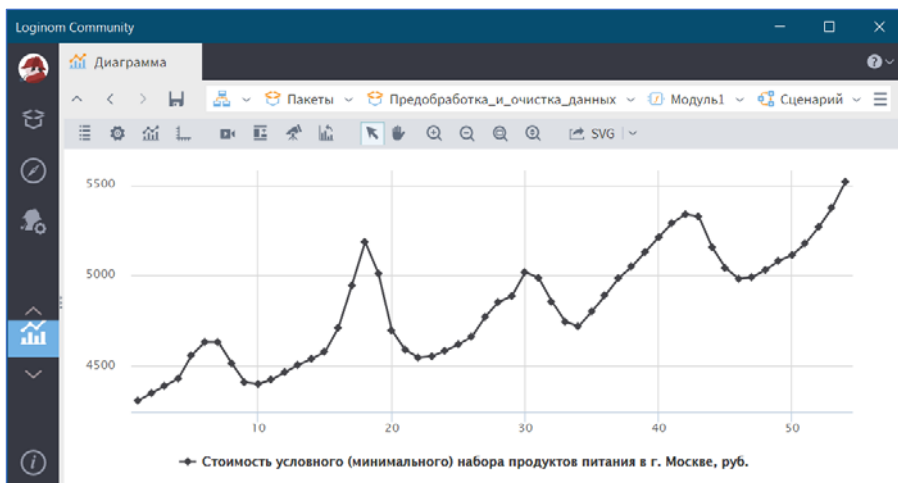 Loginom Community
Диаграмма
Пакеты Предобработка_и_очистка_данных Модуль1 Сценарий
SVG
5500
5000
4500
10 20 30 40 50
Стоимость условного (минимального) набора продуктов питания в г. Москве, руб.